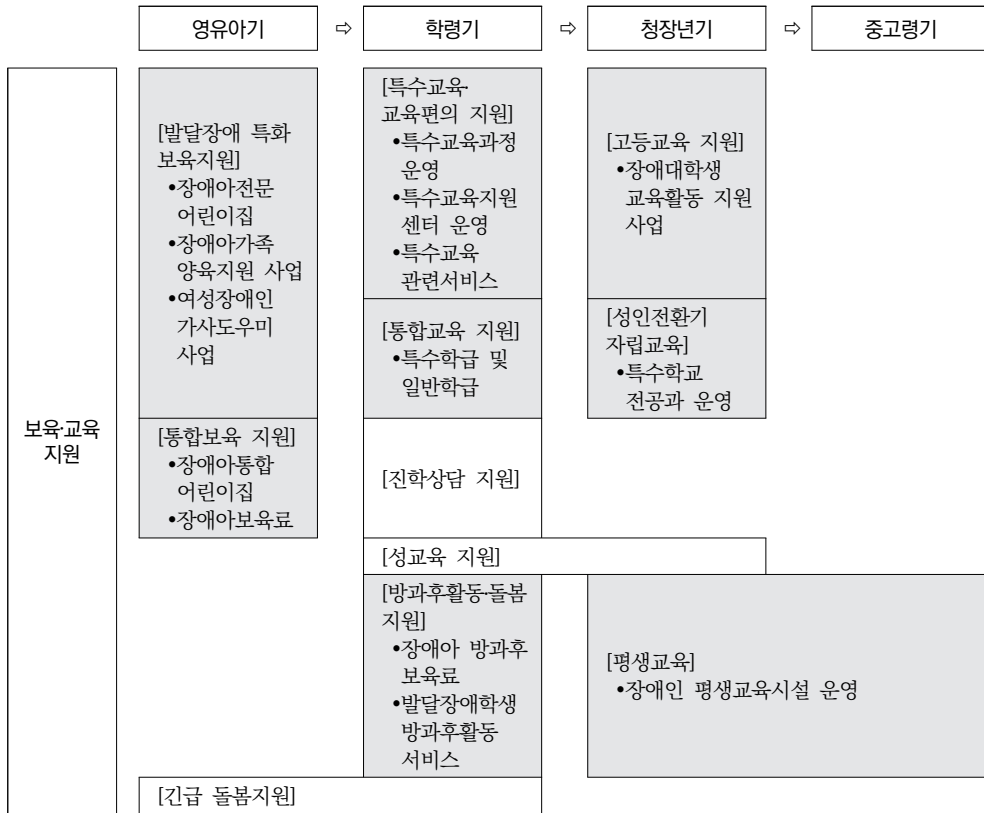 영유아기 ⇨ 학령기 ⇨ 청장년기 ⇨ 중고령기
보육·교육
지원
[발달장애 특화
보육지원]
•장애아전문
어린이집
•장애아가족
양육지원 사업
•여성장애인
가사도우미
사업
[통합보육 지원]
•장애아통합
어린이집
•장애아보육료
[특수교육·
교육편의 지원]
•특수교육과정
운영
•특수교육지원
센터 운영
•특수교육
관련서비스
[통합교육 지원]
•특수학급 및
일반학급
[진학상담 지원]
[고등교육 지원]
•장애대학생
교육활동 지원
사업
[성인전환기
자립교육]
•특수학교
전공과 운영
[성교육 지원]
[방과후활동·돌봄
지원]
•장애아 방과후
보육료
•발달장애학생
방과후활동
서비스
[평생교육]
•장애인 평생교육시설 운영
[긴급 돌봄지원]